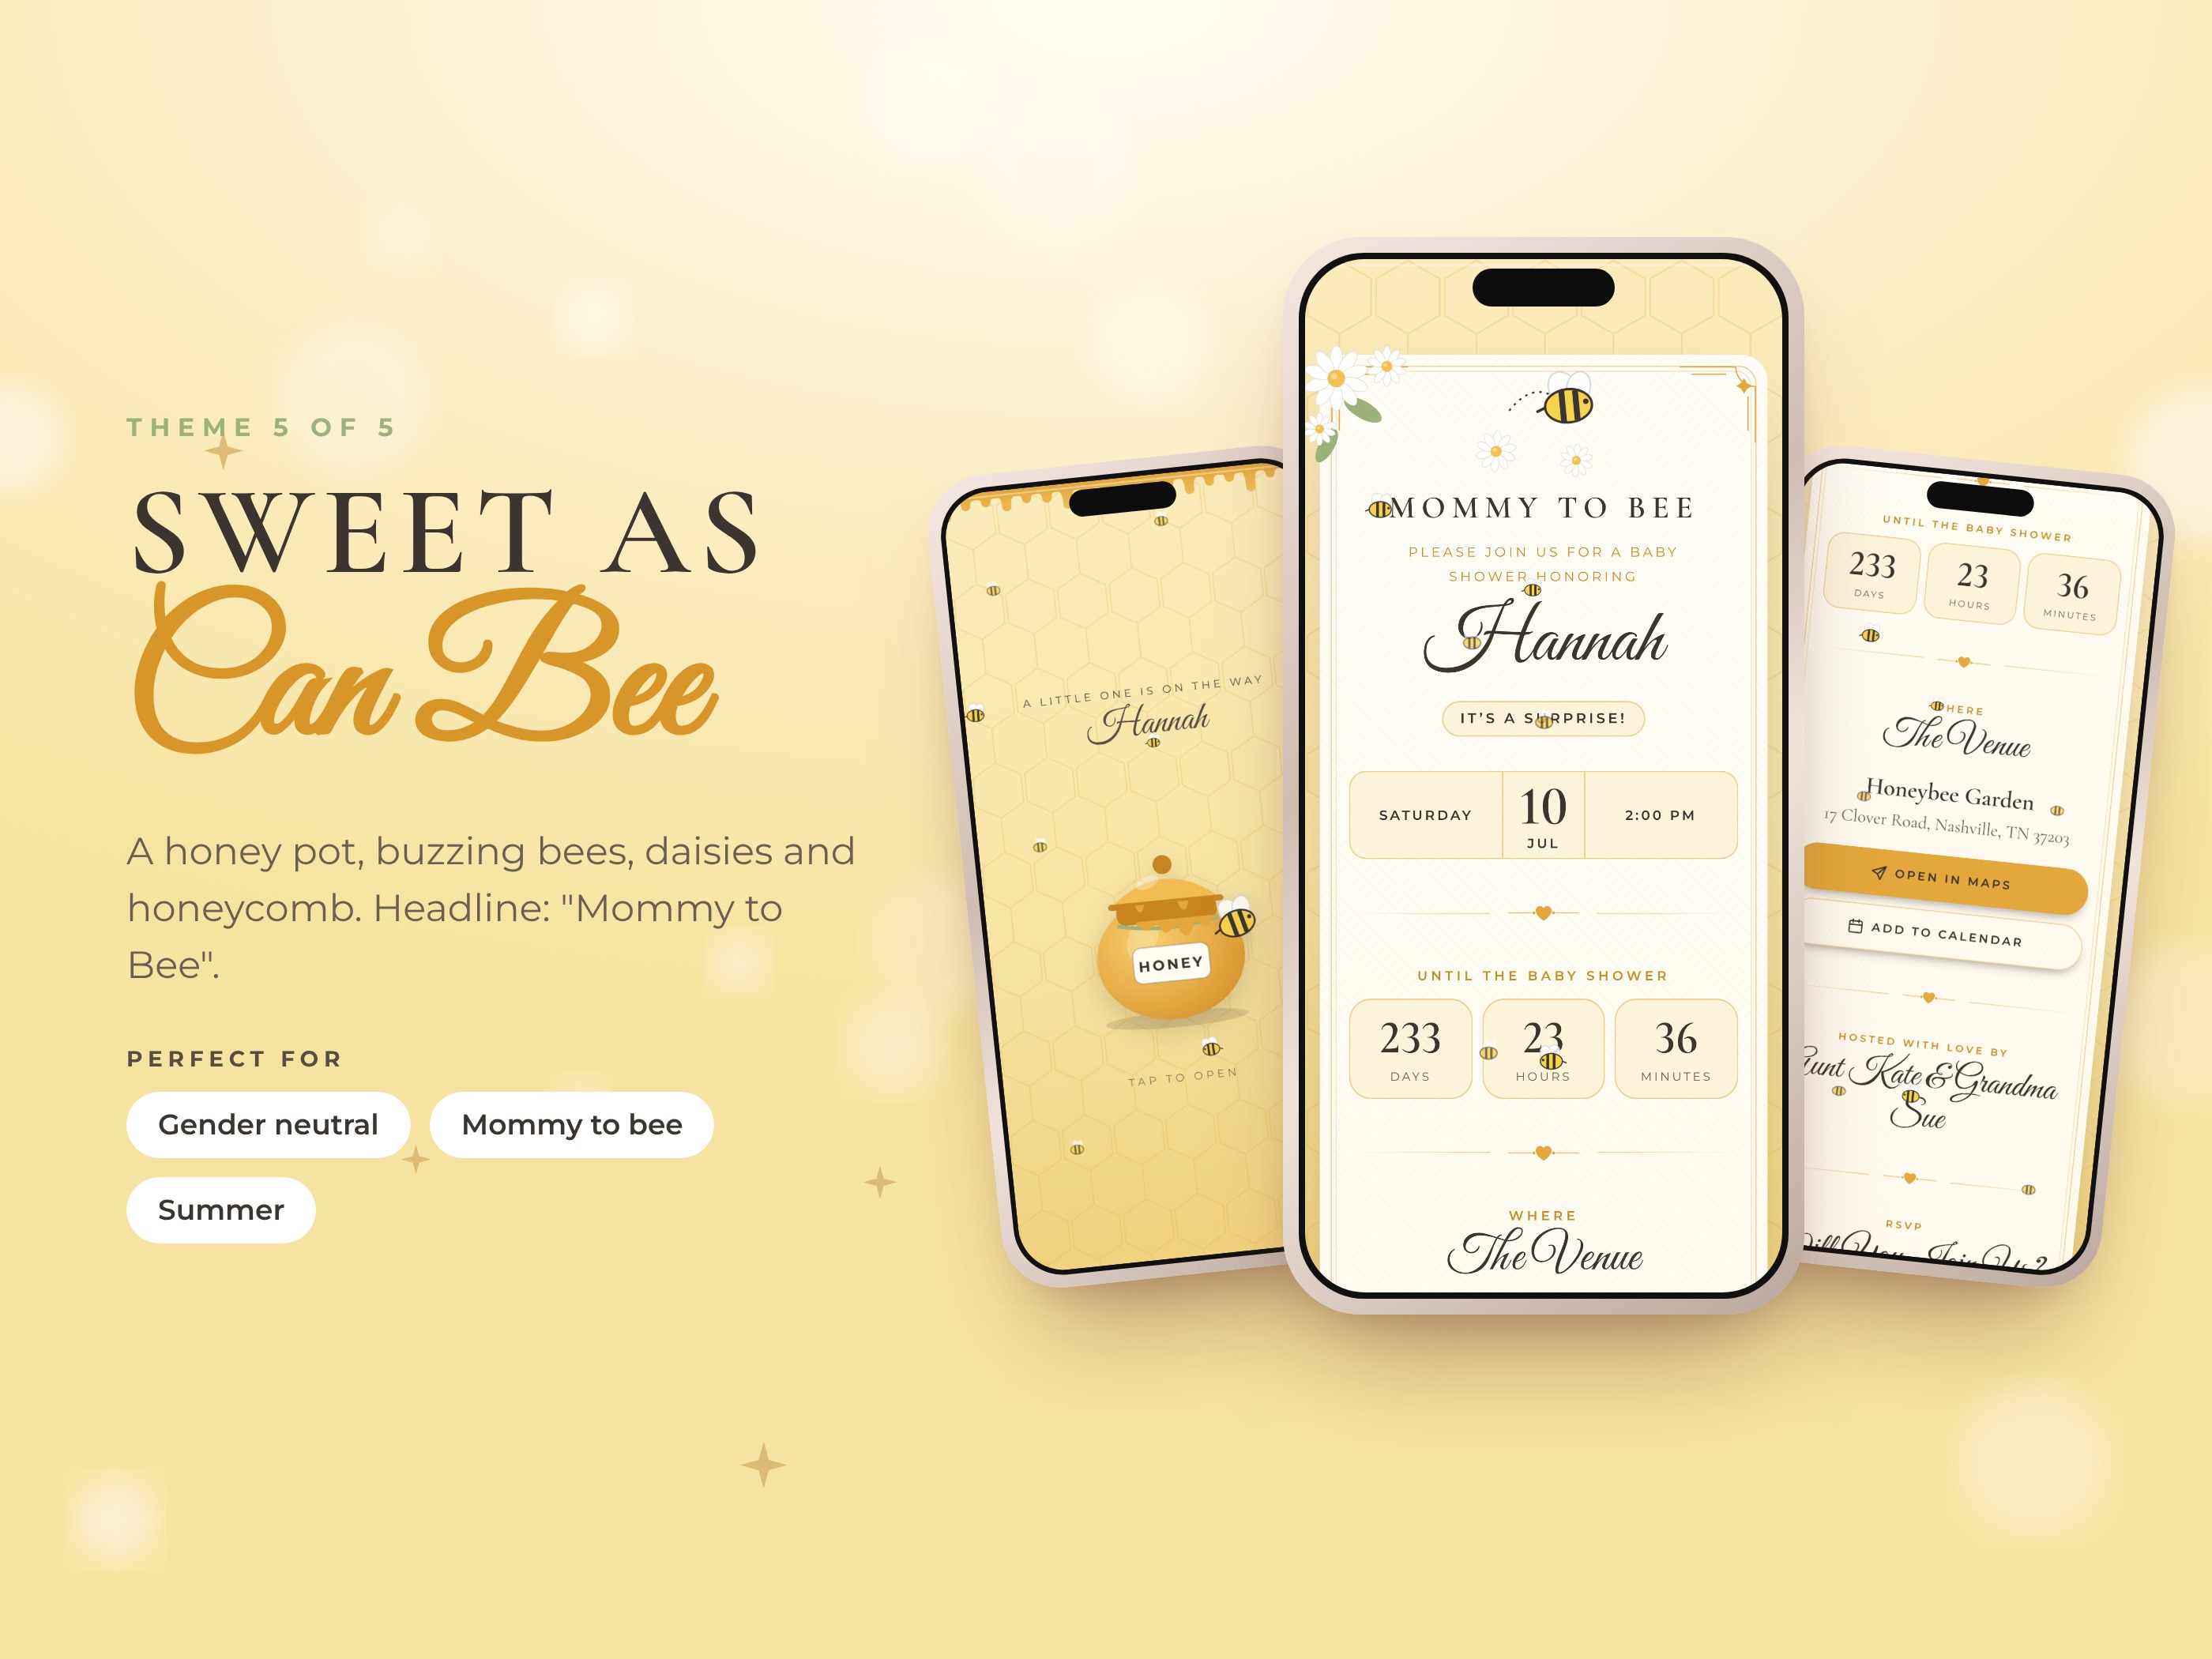 THEME 5 OF 5
SWEET AS
Can Bee
A honey pot, buzzing bees, daisies and
honeycomb. Headline: "Mommy to
Bee".
PERFECT FOR
Gender neutral
Mommy to bee
Summer
A LITTLE ONE IS ON THE WAY
Hannah
HONEY
TAP TO OPEN
MOMMY TO BEE
PLEASE JOIN US FOR A BABY
SHOWER HONORING
Hannah
IT'S A SURPRISE!
SATURDAY
10
JUL
2:00 PM
UNTIL THE BABY SHOWER
233
DAYS
23
HOURS
36
MINUTES
WHERE
The Venue
UNTIL THE BABY SHOWER
233
DAYS
23
HOURS
36
MINUTES
WHERE
The Venue
Honeybee Garden
17 Clover Road, Nashville, TN 37203
OPEN IN MAPS
ADD TO CALENDAR
HOSTED WITH LOVE BY
Aunt Kate & Grandma
Sue
RSVP
Will You Join Us?